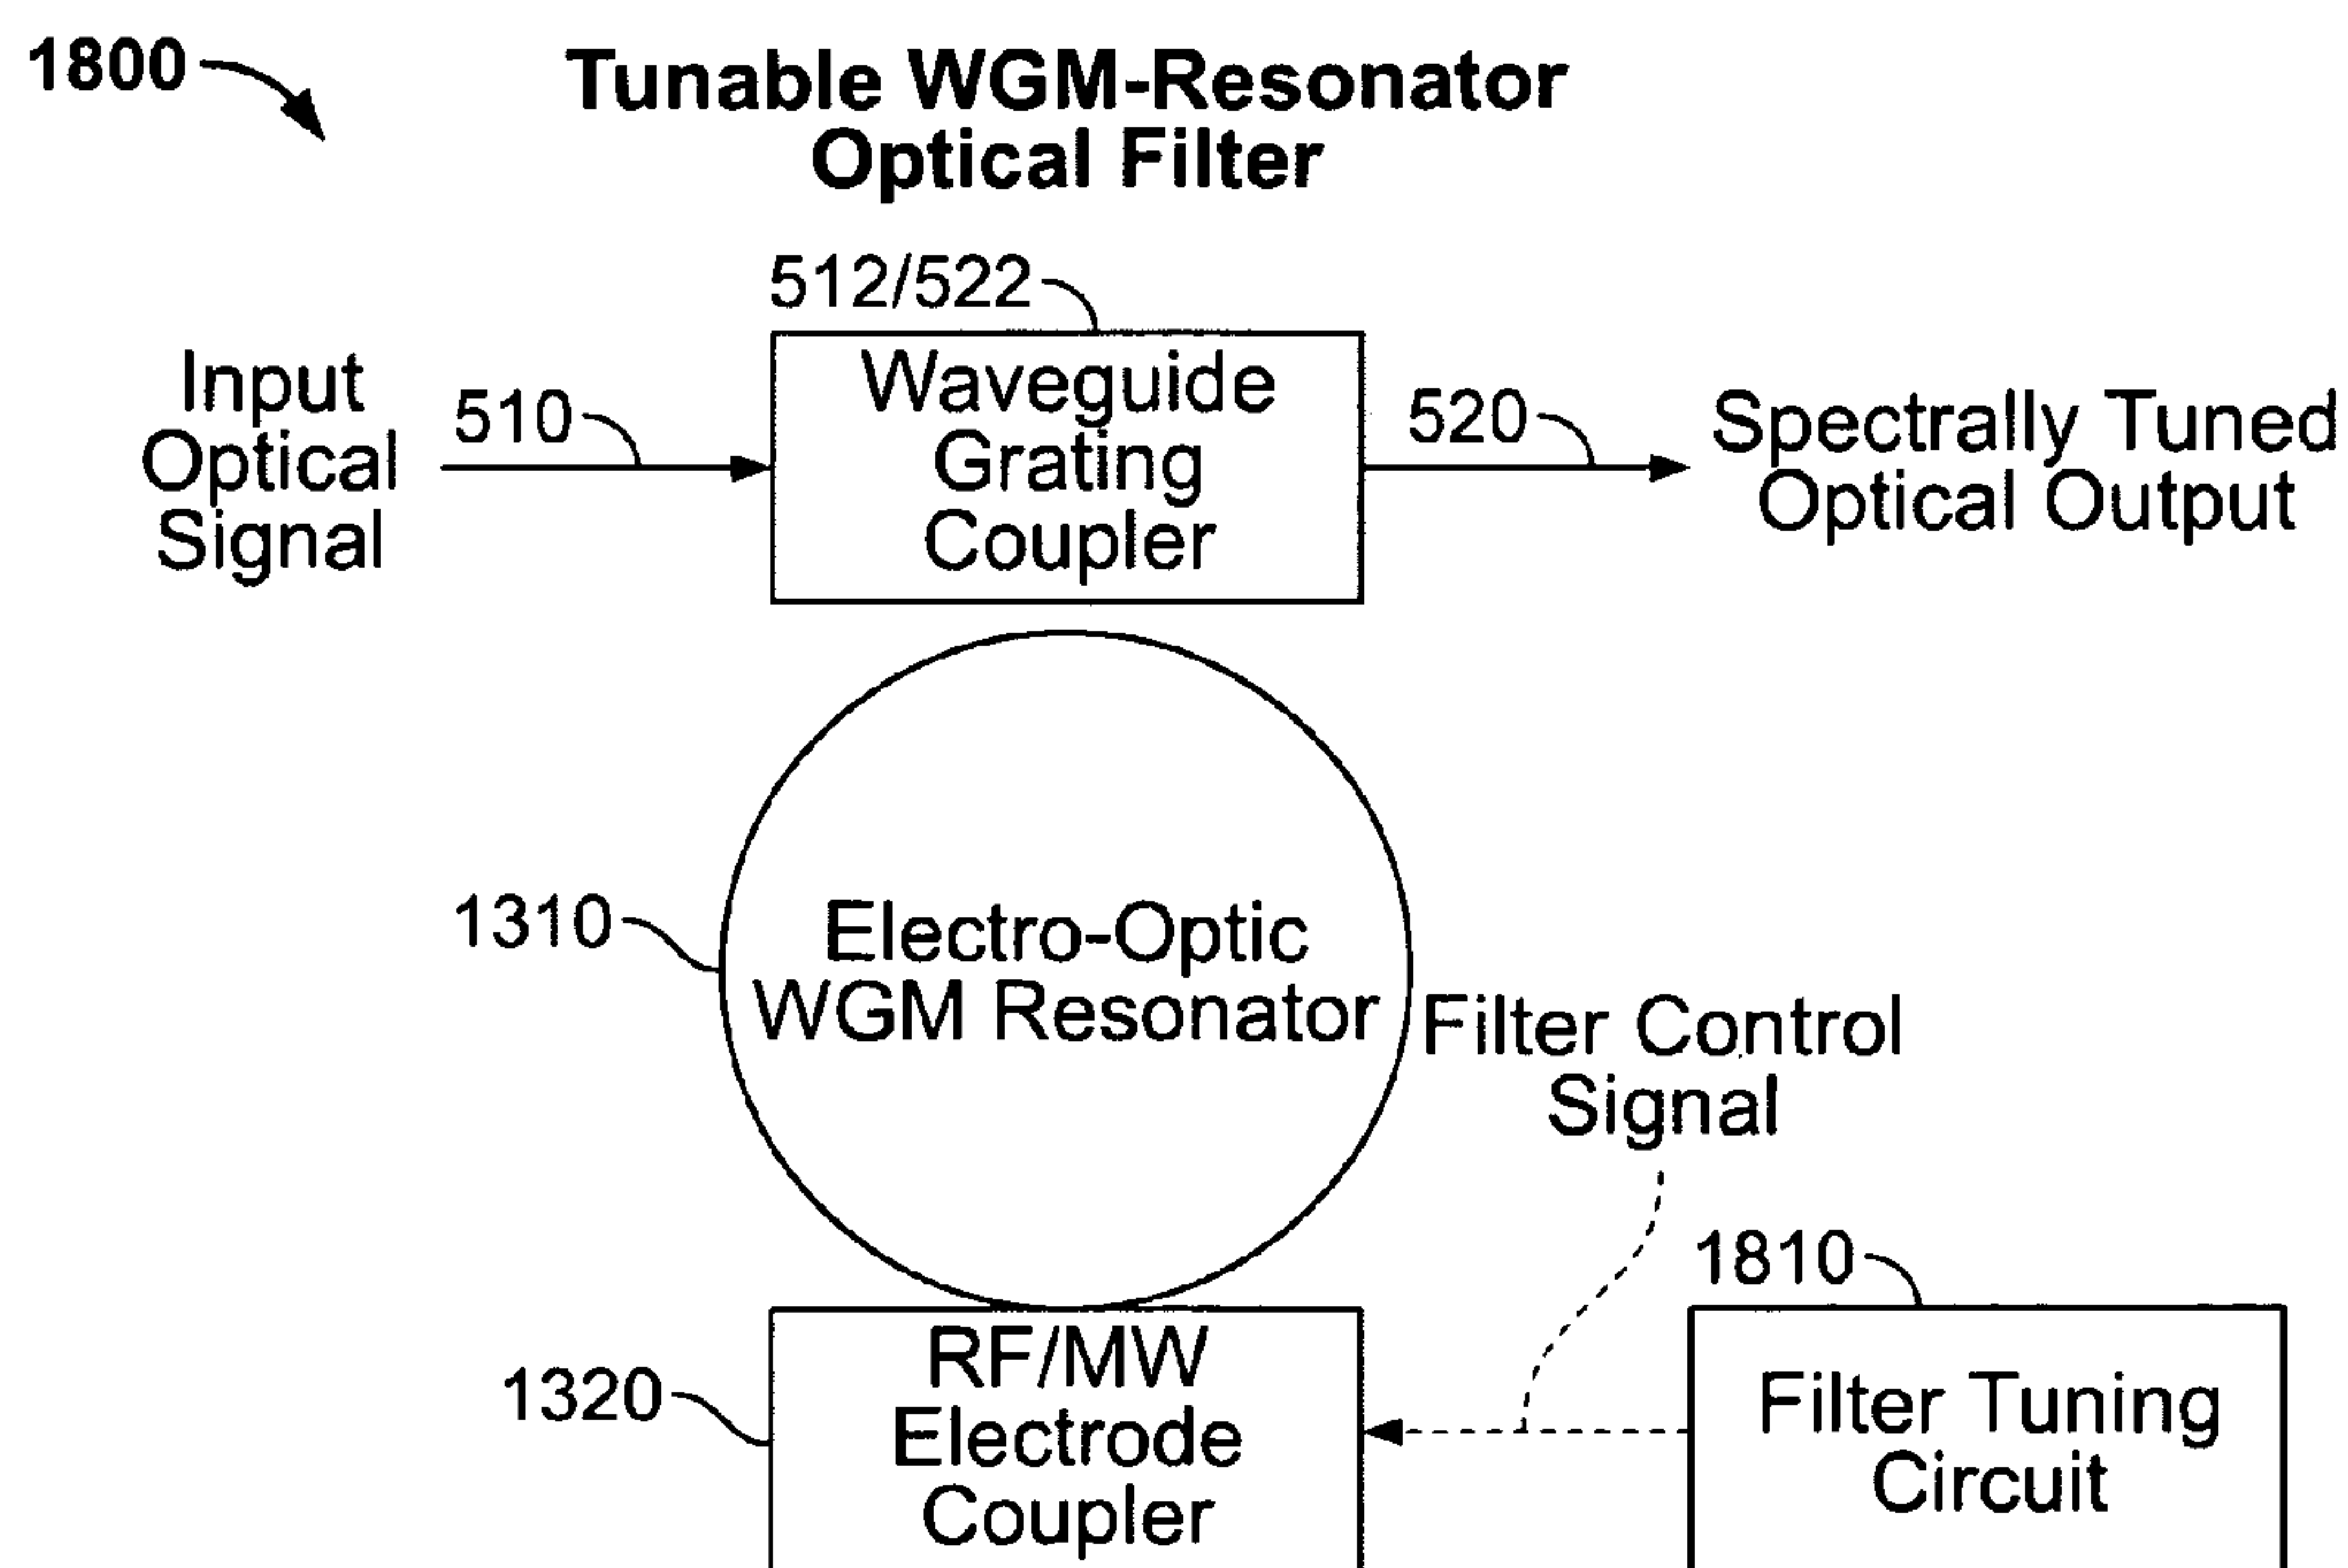 1800
Tunable WGM-Resonator
Optical Filter
512/522
Input
Optical
Signal
510
Waveguide
Grating
Coupler
520
Spectrally Tuned
Optical Output
1310
Electro-Optic
WGM Resonator
Filter Control
Signal
1810
1320
RF/MW
Electrode
Coupler
Filter Tuning
Circuit